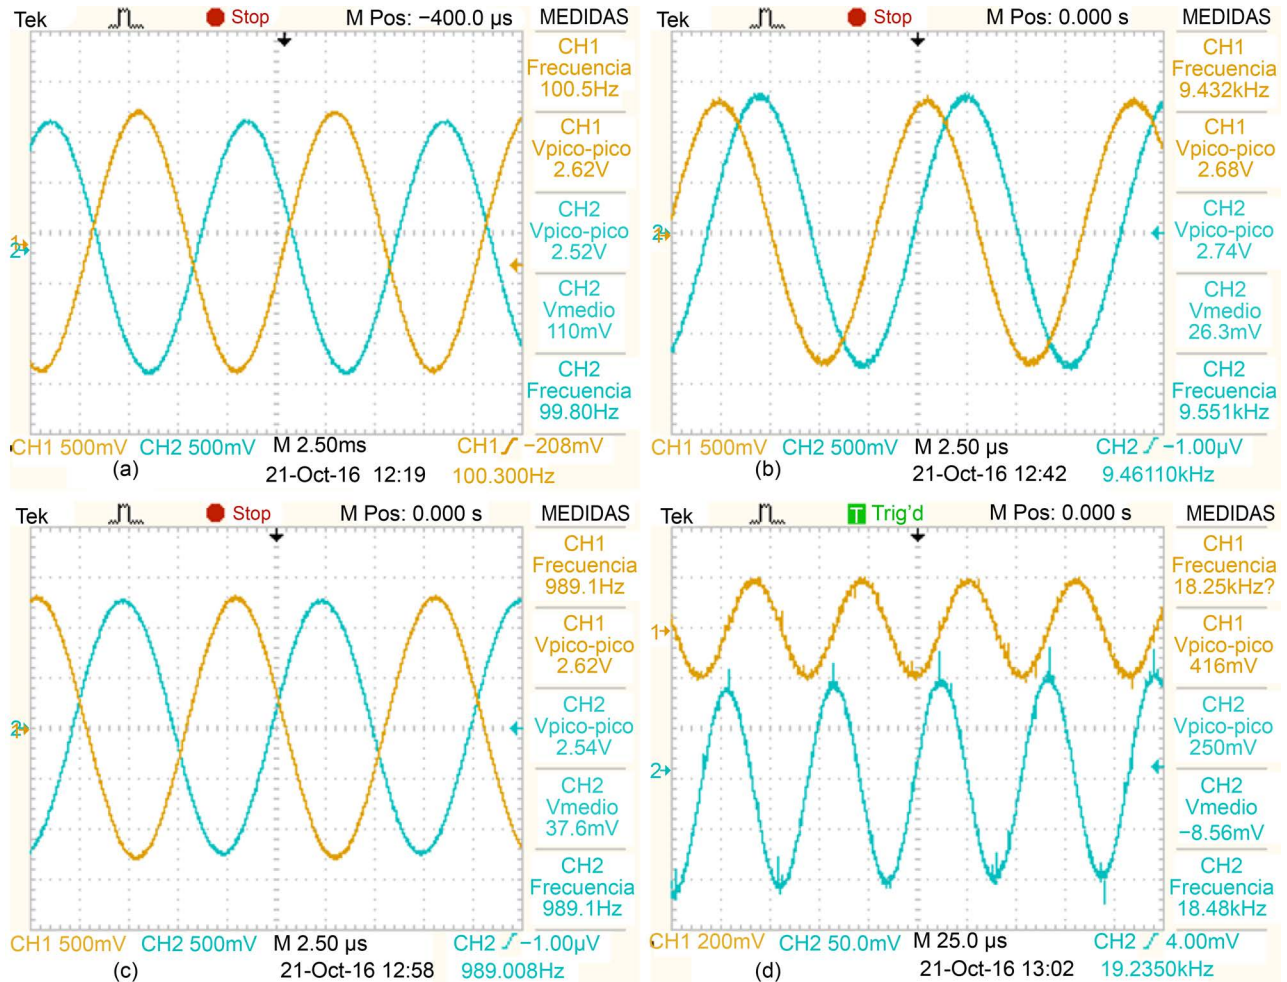 Tek Stop M Pos: −400.0 µs MEDIDAS
CH1
Frecuencia
100.5Hz
CH1
Vpico-pico
2.62V
CH2
Vpico-pico
2.52V
CH2
Vmedio
110mV
CH2
Frecuencia
99.80Hz
1
2
CH1 500mV CH2 500mV M 2.50ms CH1 −208mV
(a) 21-Oct-16 12:19 100.300Hz
Tek Stop M Pos: 0.000 s MEDIDAS
CH1
Frecuencia
9.432kHz
CH1
Vpico-pico
2.68V
CH2
Vpico-pico
2.74V
CH2
Vmedio
26.3mV
CH2
Frecuencia
9.551kHz
2
CH1 500mV CH2 500mV M 2.50 µs CH2 −1.00µV
(b) 21-Oct-16 12:42 9.46110kHz
Tek Stop M Pos: 0.000 s MEDIDAS
CH1
Frecuencia
989.1Hz
CH1
Vpico-pico
2.62V
CH2
Vpico-pico
2.54V
CH2
Vmedio
37.6mV
CH2
Frecuencia
989.1Hz
2
CH1 500mV CH2 500mV M 2.50 µs CH2 −1.00µV
(c) 21-Oct-16 12:58 989.008Hz
Tek T Trig'd M Pos: 0.000 s MEDIDAS
CH1
Frecuencia
18.25kHz?
CH1
Vpico-pico
416mV
CH2
Vpico-pico
250mV
CH2
Vmedio
−8.56mV
CH2
Frecuencia
18.48kHz
1
2
CH1 200mV CH2 50.0mV M 25.0 µs CH2 4.00mV
(d) 21-Oct-16 13:02 19.2350kHz